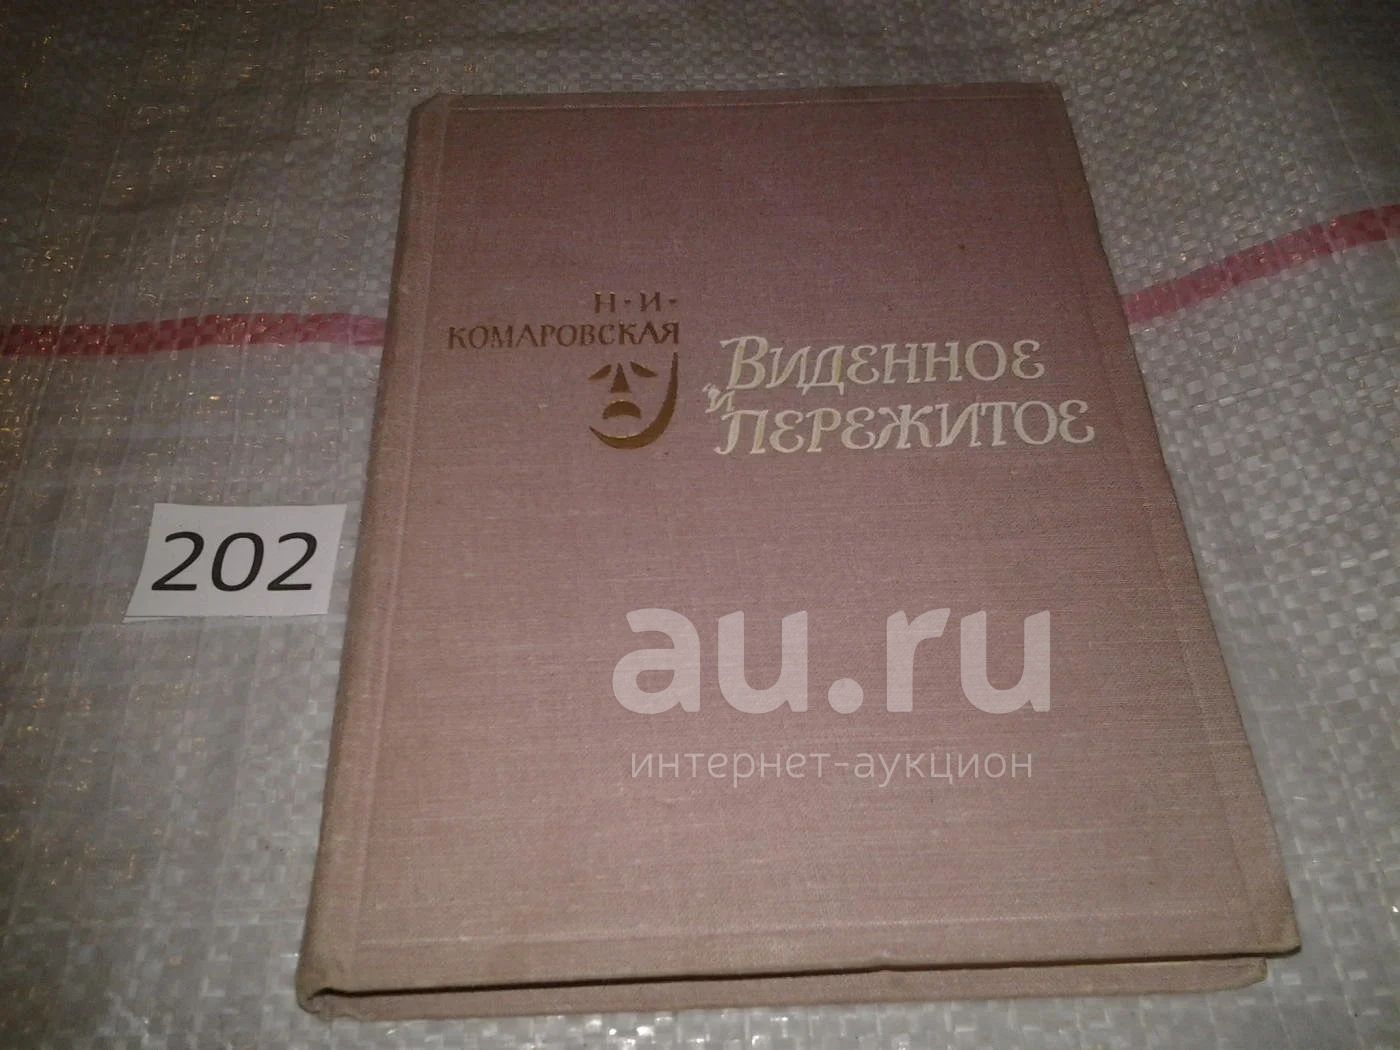 Н·И·
КОМАРОВСКАЯ
ВИДЕННОЕ
и
ПЕРЕЖИТОЕ
202
au.ru
интернет-аукцион